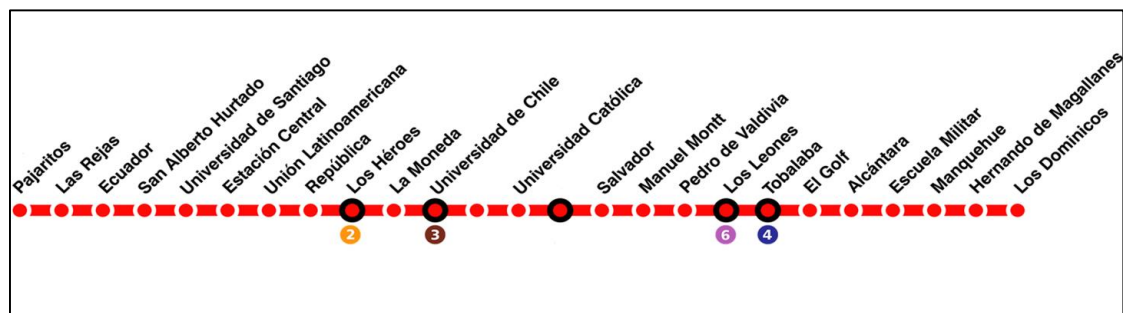 Pajaritos
Las Rejas
Ecuador
San Alberto Hurtado
Universidad de Santiago
Estación Central
Unión Latinoamericana
República
Los Héroes
La Moneda
Universidad de Chile
Universidad Católica
Salvador
Manuel Montt
Pedro de Valdivia
Los Leones
Tobalaba
El Golf
Alcántara
Escuela Militar
Manquehue
Hernando de Magallanes
Los Dominicos
2
3
6
4